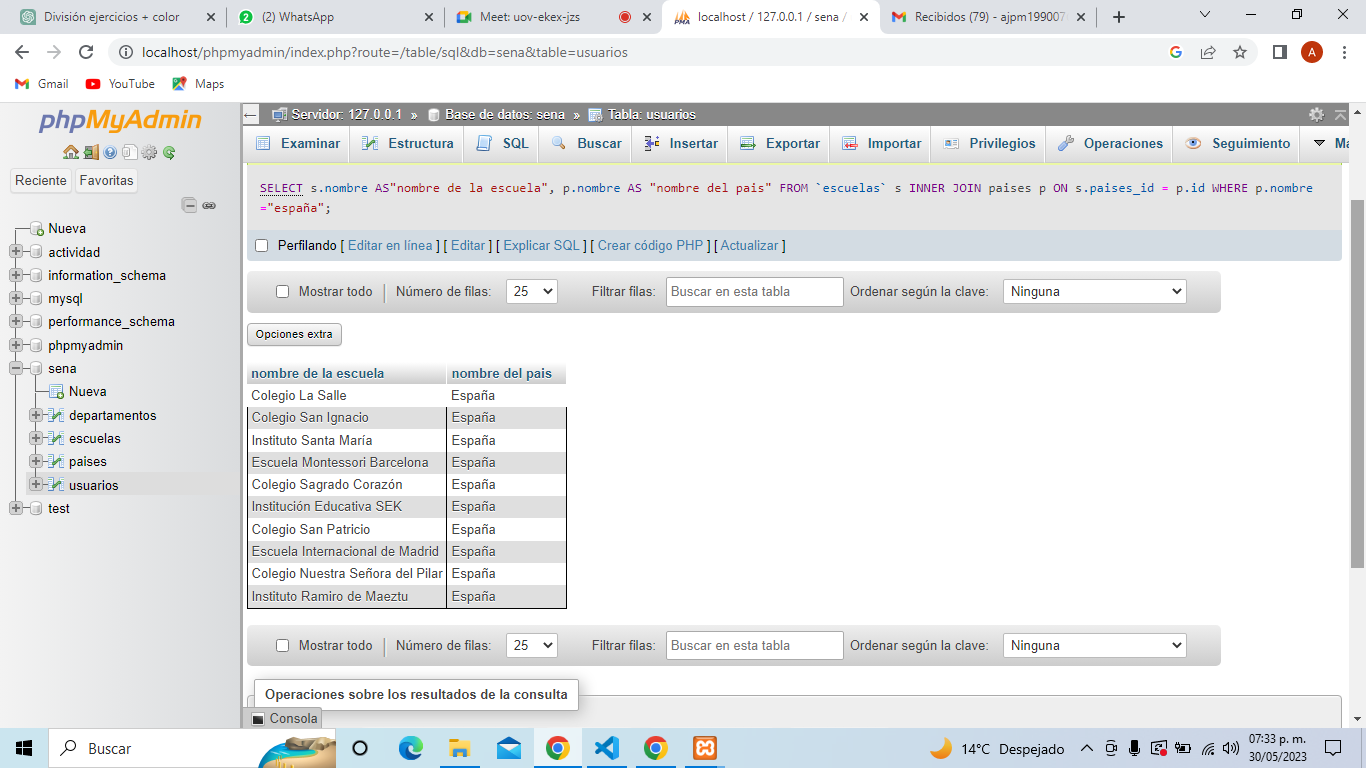 División ejercicios + color
(2) WhatsApp
Meet: uov-ekex-jzs
localhost / 127.0.0.1 / sena /
Recibidos (79) - ajpm199007
localhost/phpmyadmin/index.php?route=/table/sql&db=sena&table=usuarios
A
Gmail
YouTube
Maps
phpMyAdmin
Reciente
Favoritas
Nueva
actividad
information_schema
mysql
performance_schema
phpmyadmin
sena
Nueva
departamentos
escuelas
paises
usuarios
test
Servidor: 127.0.0.1 » Base de datos: sena » Tabla: usuarios
Examinar
Estructura
SQL
Buscar
Insertar
Exportar
Importar
Privilegios
Operaciones
Seguimiento
Má
SELECT s.nombre AS"nombre de la escuela", p.nombre AS "nombre del pais" FROM `escuelas` s INNER JOIN paises p ON s.paises_id = p.id WHERE p.nombre
="españa";
Perfilando [ Editar en línea ] [ Editar ] [ Explicar SQL ] [ Crear código PHP ] [ Actualizar ]
Mostrar todo | Número de filas: 25 Filtrar filas: Buscar en esta tabla Ordenar según la clave: Ninguna
Opciones extra
nombre de la escuela nombre del pais
Colegio La Salle España
Colegio San Ignacio España
Instituto Santa María España
Escuela Montessori Barcelona España
Colegio Sagrado Corazón España
Institución Educativa SEK España
Colegio San Patricio España
Escuela Internacional de Madrid España
Colegio Nuestra Señora del Pilar España
Instituto Ramiro de Maeztu España
Mostrar todo | Número de filas: 25 Filtrar filas: Buscar en esta tabla Ordenar según la clave: Ninguna
Operaciones sobre los resultados de la consulta
Consola
Buscar
14°C Despejado
07:33 p. m.
30/05/2023